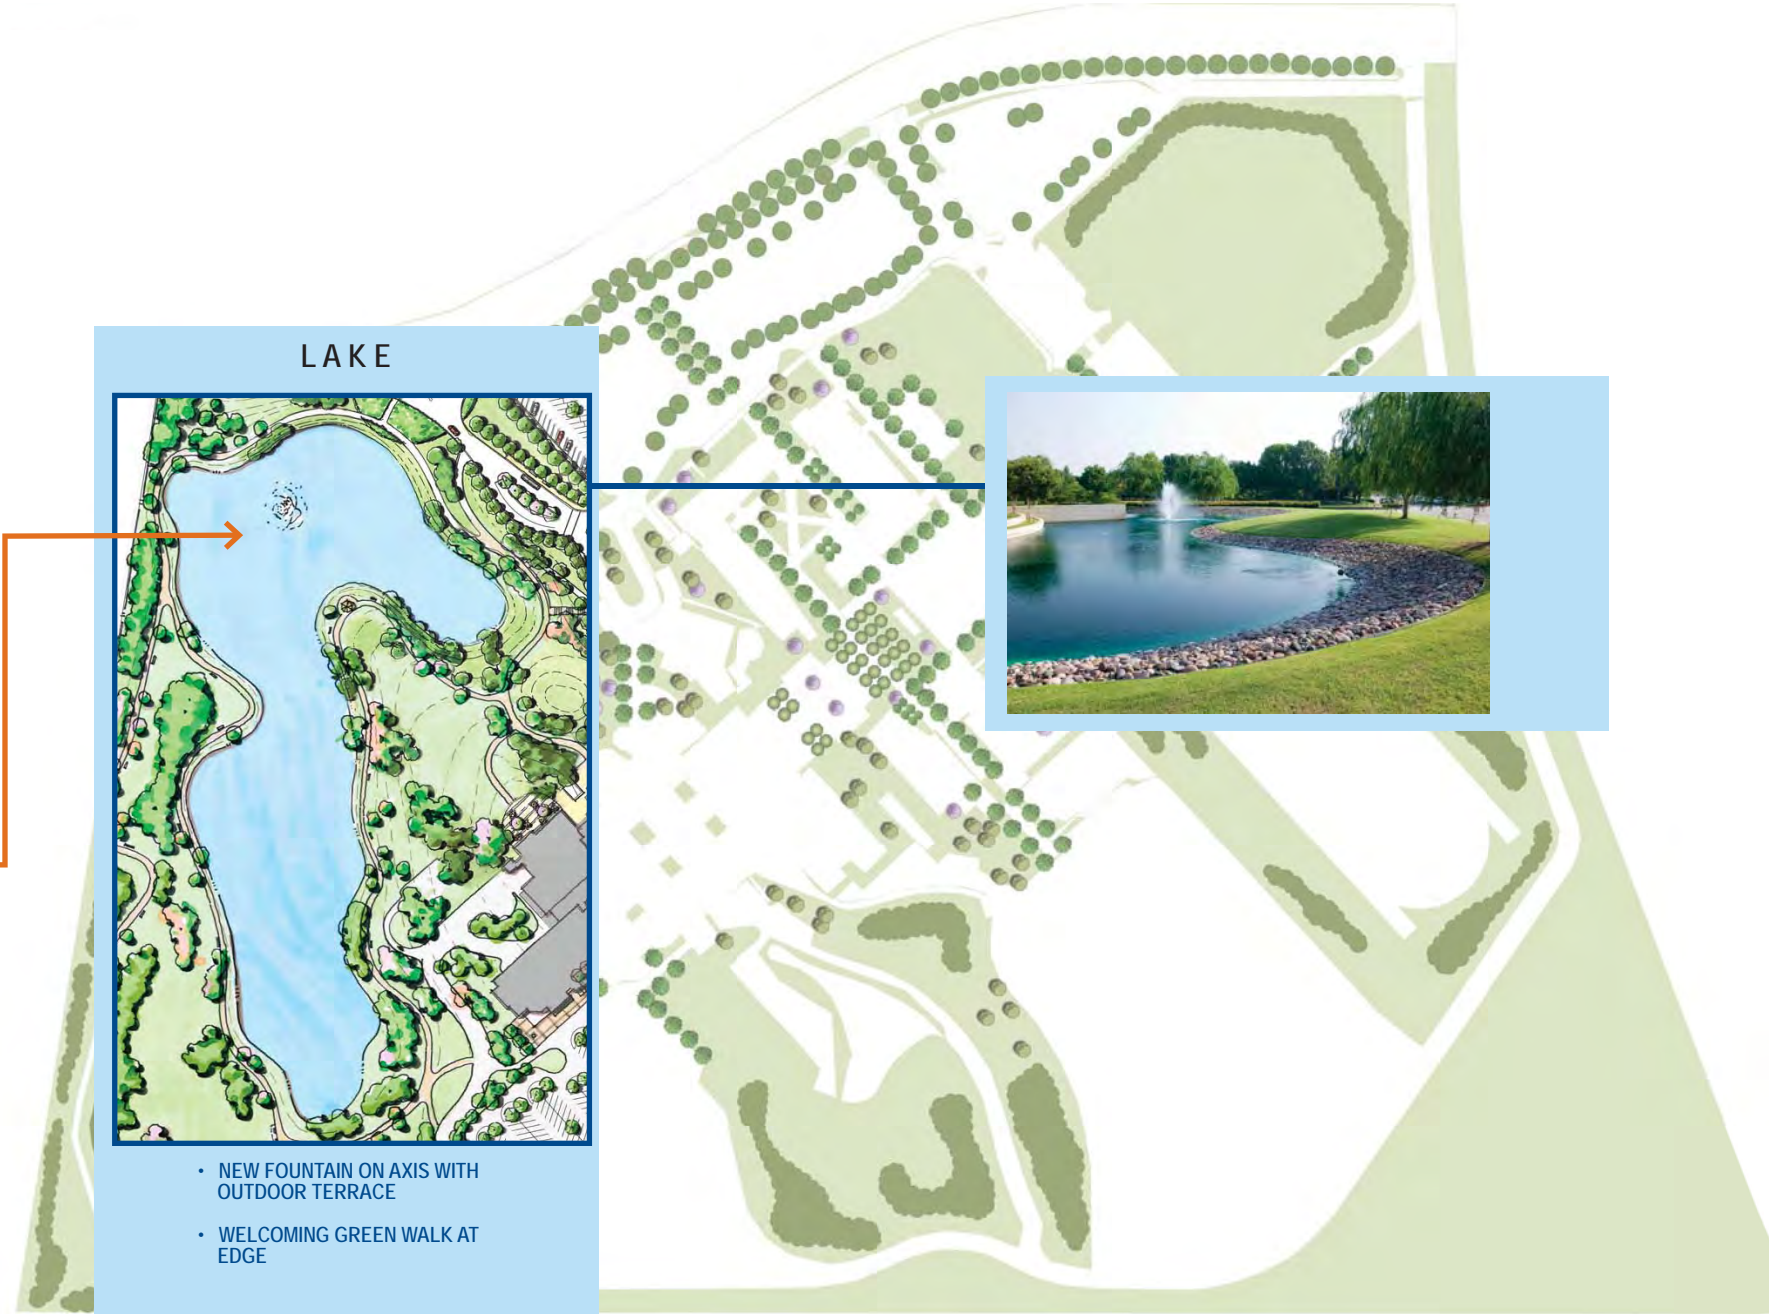 LAKE
• NEW FOUNTAIN ON AXIS WITH
OUTDOOR TERRACE
• WELCOMING GREEN WALK AT
EDGE